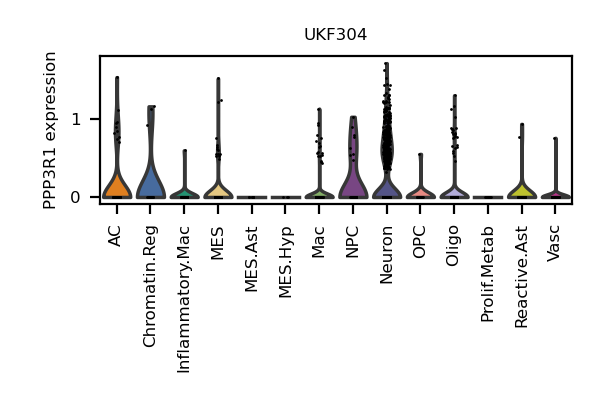 UKF304
PPP3R1 expression
1
0
AC
Chromatin.Reg
Inflammatory.Mac
MES
MES.Ast
MES.Hyp
Mac
NPC
Neuron
OPC
Oligo
Prolif.Metab
Reactive.Ast
Vasc